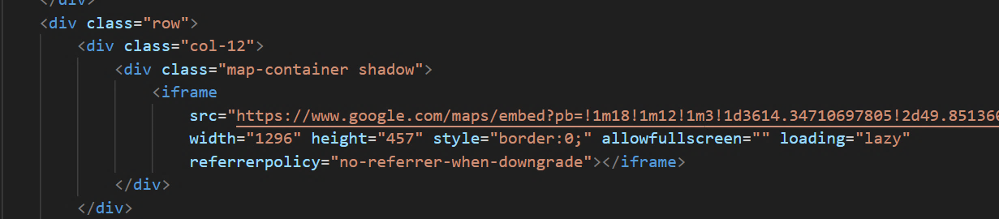 </div>
<div class="row">
<div class="col-12">
<div class="map-container shadow">
<iframe
src="https://www.google.com/maps/embed?pb=!1m18!1m12!1m3!1d3614.34710697805!2d49.851360
width="1296" height="457" style="border:0;" allowfullscreen="" loading="lazy"
referrerpolicy="no-referrer-when-downgrade"></iframe>
</div>
</div>